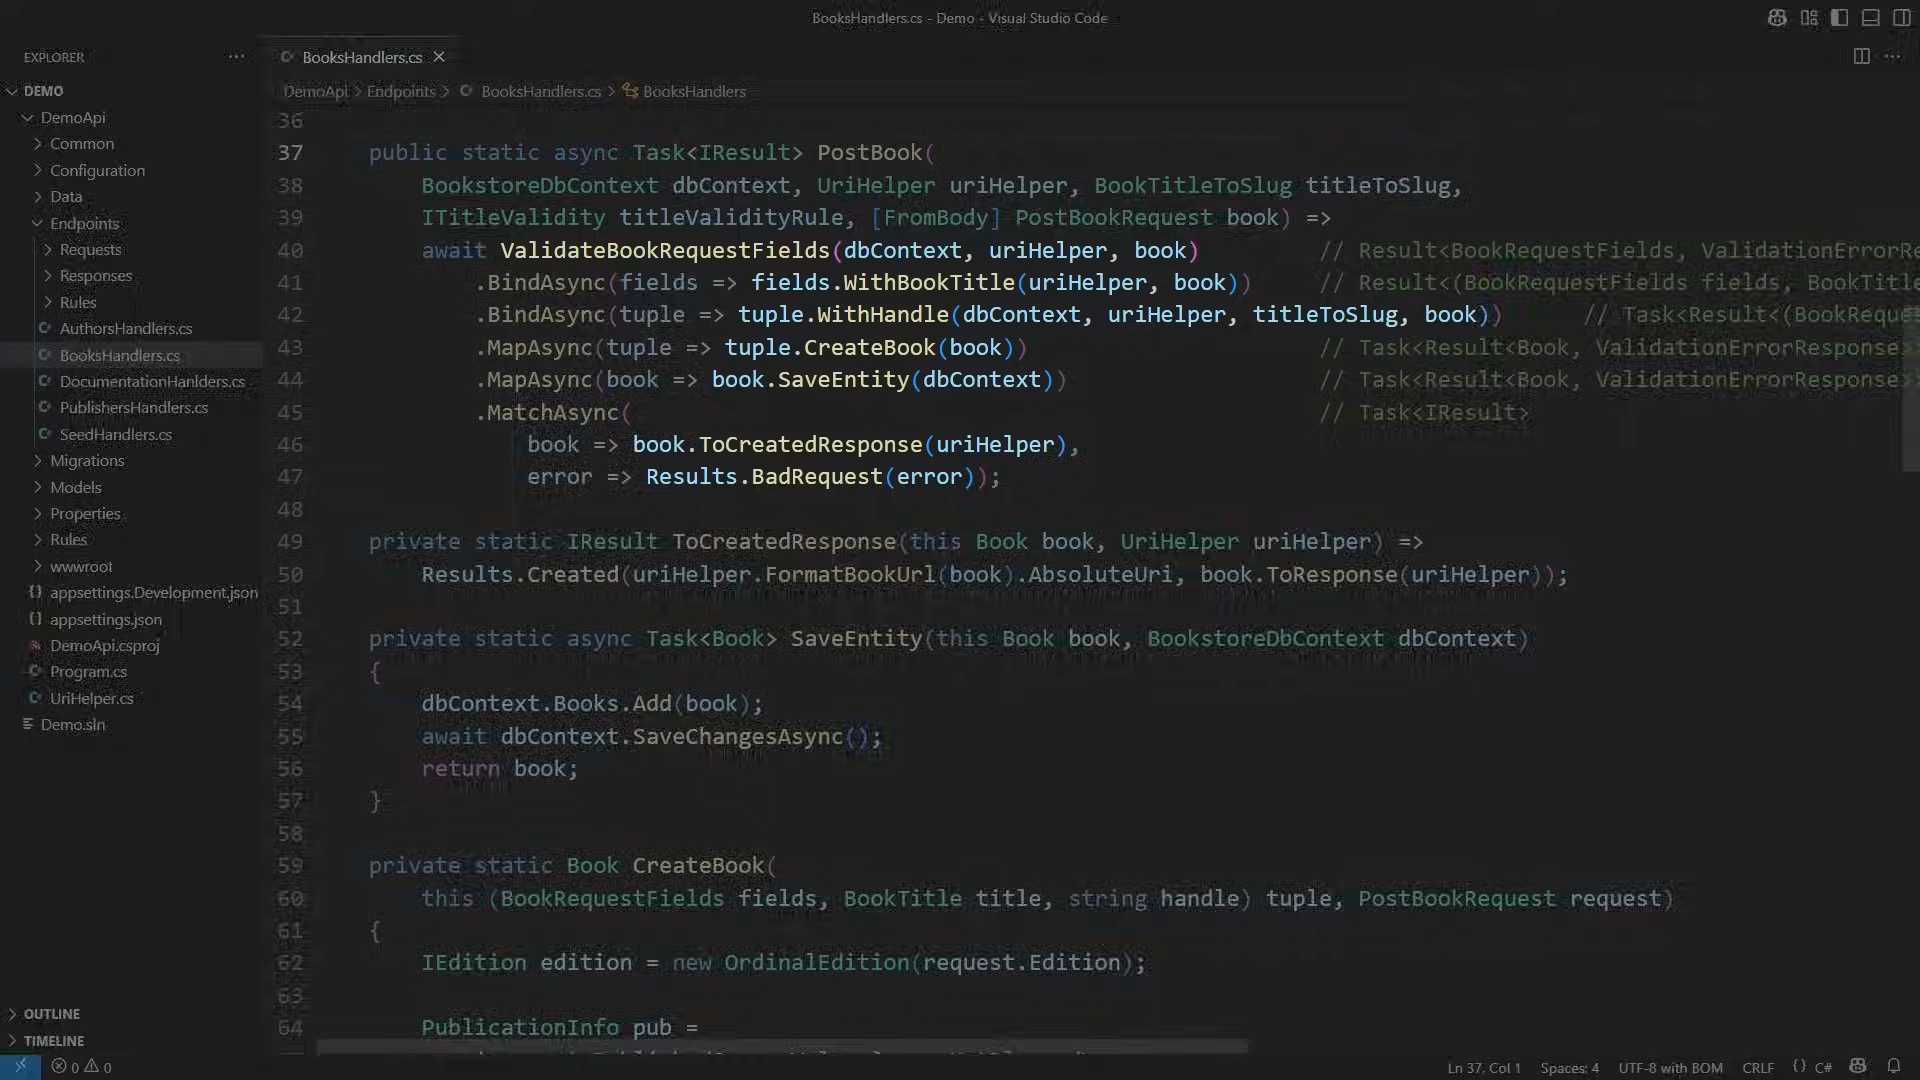 BooksHandlers.cs - Demo - Visual Studio Code
EXPLORER
BooksHandlers.cs
DEMO
DemoApi > Endpoints > BooksHandlers.cs > BooksHandlers
DemoApi
Common
Configuration
Data
Endpoints
Requests
Responses
Rules
AuthorsHandlers.cs
BooksHandlers.cs
DocumentationHanlders.cs
PublishersHandlers.cs
SeedHandlers.cs
Migrations
Models
Properties
Rules
wwwroot
appsettings.Development.json
appsettings.json
DemoApi.csproj
Program.cs
UriHelper.cs
Demo.sln
OUTLINE
TIMELINE
36
37 public static async Task<IResult> PostBook(
38 BookstoreDbContext dbContext, UriHelper uriHelper, BookTitleToSlug titleToSlug,
39 ITitleValidity titleValidityRule, [FromBody] PostBookRequest book) =>
40 await ValidateBookRequestFields(dbContext, uriHelper, book) // Result<BookRequestFields, ValidationErrorRe
41 .BindAsync(fields => fields.WithBookTitle(uriHelper, book)) // Result<(BookRequestFields fields, BookTitle
42 .BindAsync(tuple => tuple.WithHandle(dbContext, uriHelper, titleToSlug, book)) // Task<Result<(BookReques
43 .MapAsync(tuple => tuple.CreateBook(book)) // Task<Result<Book, ValidationErrorResponse>
44 .MapAsync(book => book.SaveEntity(dbContext)) // Task<Result<Book, ValidationErrorResponse>
45 .MatchAsync( // Task<IResult>
46 book => book.ToCreatedResponse(uriHelper),
47 error => Results.BadRequest(error));
48
49 private static IResult ToCreatedResponse(this Book book, UriHelper uriHelper) =>
50 Results.Created(uriHelper.FormatBookUrl(book).AbsoluteUri, book.ToResponse(uriHelper));
51
52 private static async Task<Book> SaveEntity(this Book book, BookstoreDbContext dbContext)
53 {
54 dbContext.Books.Add(book);
55 await dbContext.SaveChangesAsync();
56 return book;
57 }
58
59 private static Book CreateBook(
60 this (BookRequestFields fields, BookTitle title, string handle) tuple, PostBookRequest request)
61 {
62 IEdition edition = new OrdinalEdition(request.Edition);
63
64 PublicationInfo pub =
0 0
Ln 37, Col 1 Spaces: 4 UTF-8 with BOM CRLF {} C#